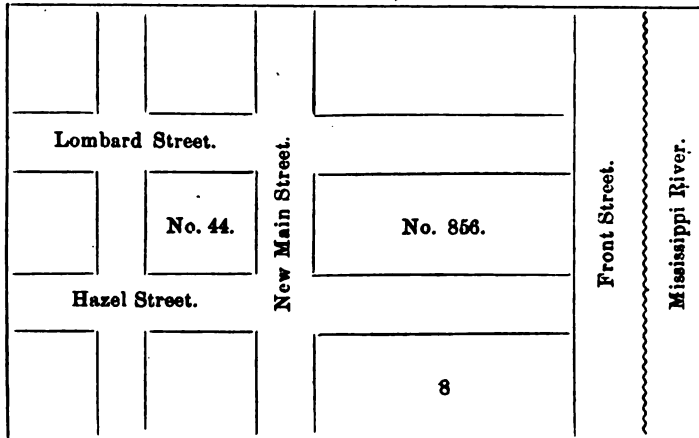 Lombard Street.
No. 44.
New Main Street.
No. 856.
Front Street.
Mississippi River.
Hazel Street.
8